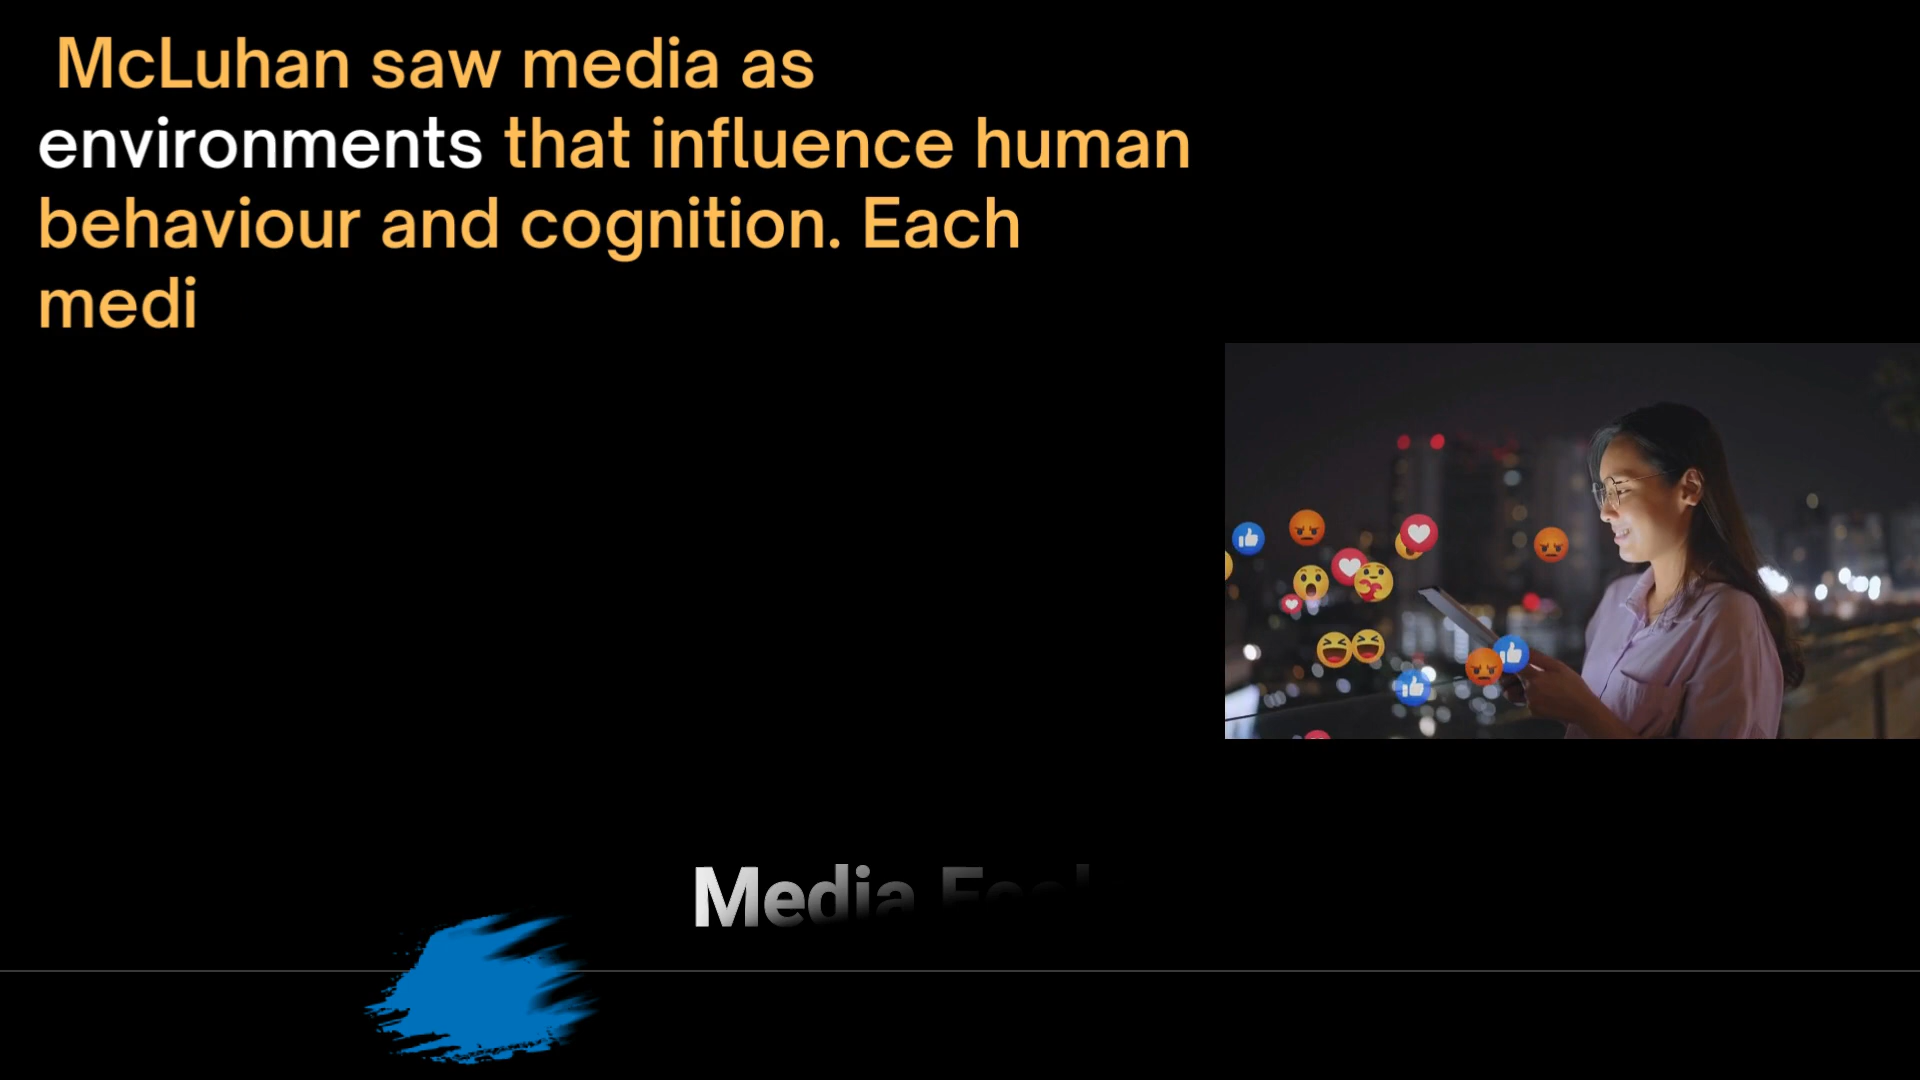 McLuhan saw media as
environments that influence human
behaviour and cognition. Each
medi
Media